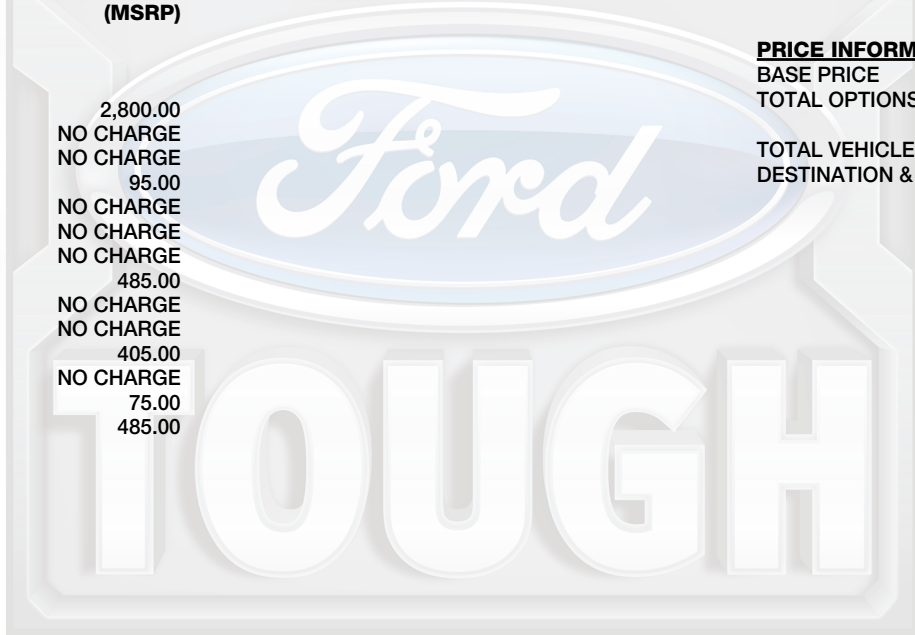 (MSRP)
2,800.00
NO CHARGE
NO CHARGE
95.00
NO CHARGE
NO CHARGE
NO CHARGE
485.00
NO CHARGE
NO CHARGE
405.00
NO CHARGE
75.00
485.00
PRICE INFORM
BASE PRICE
TOTAL OPTIONS
TOTAL VEHICLE
DESTINATION &
Ford
TOUGH